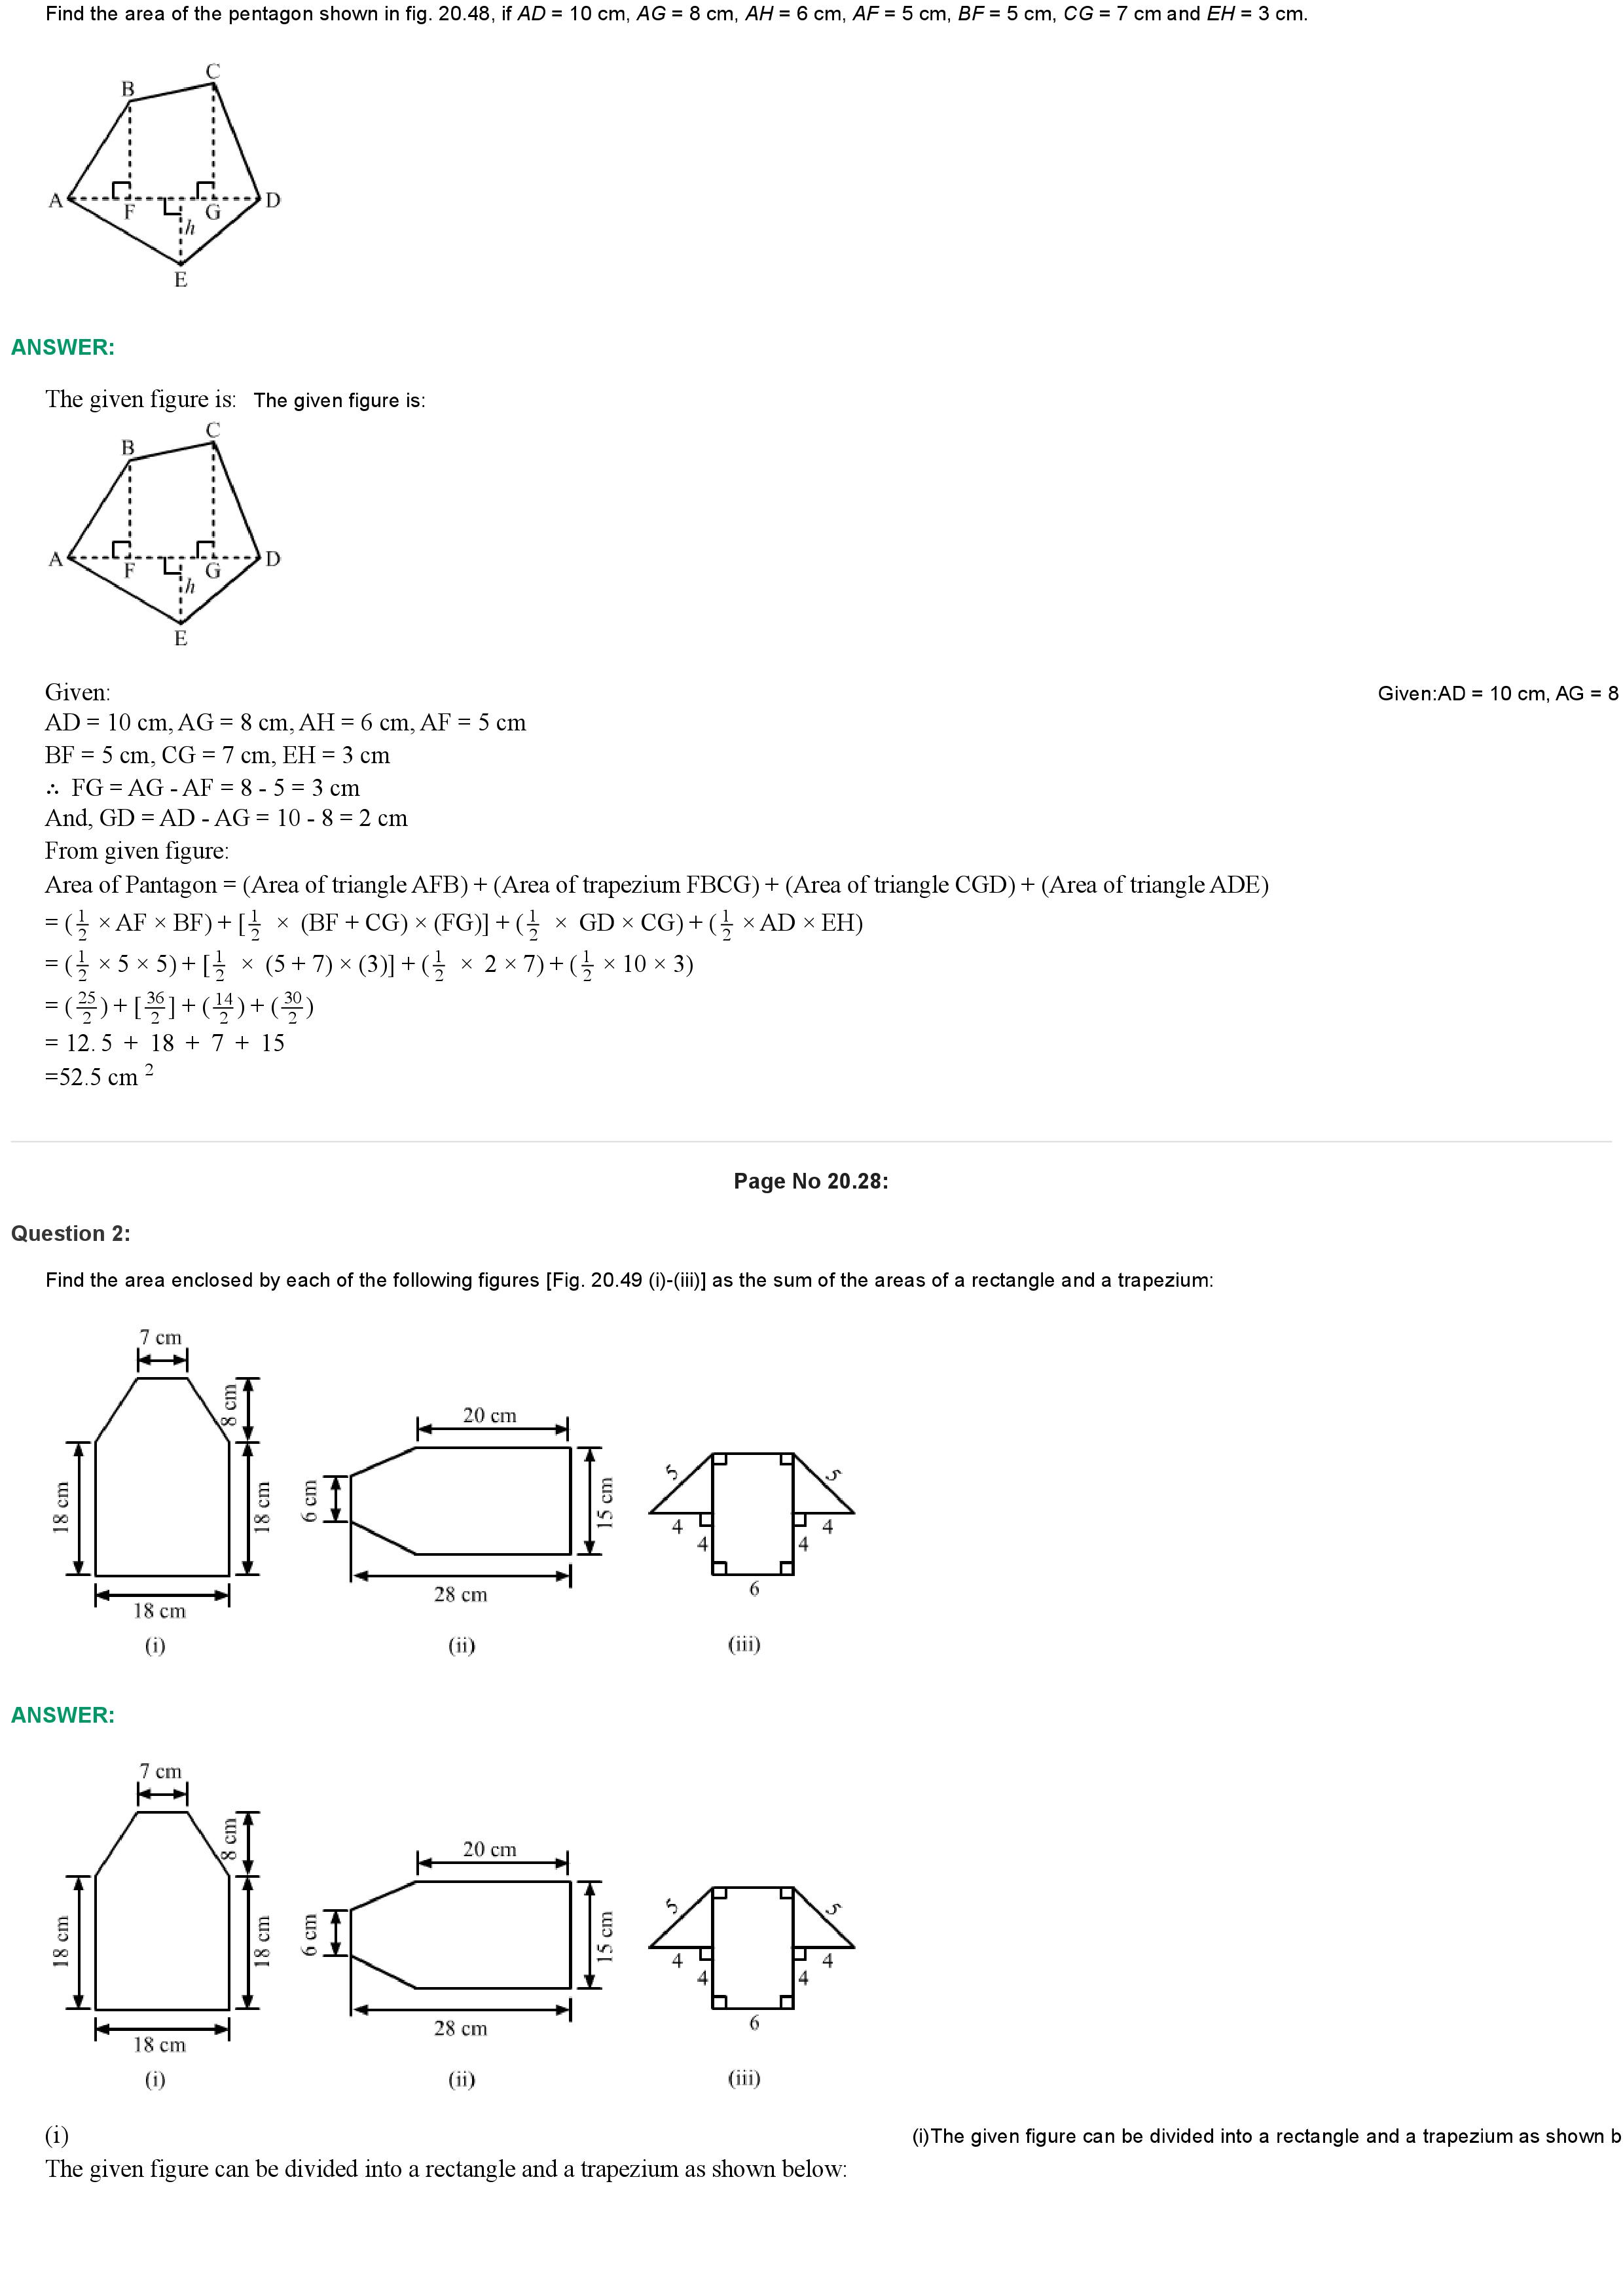 Find the area of the pentagon shown in fig. 20.48, if AD = 10 cm, AG = 8 cm, AH = 6 cm, AF = 5 cm, BF = 5 cm, CG = 7 cm and EH = 3 cm.
C
B
A
F
G
D
h
E
ANSWER:
The given figure is: The given figure is:
C
B
A
F
G
D
h
E
Given: Given:AD = 10 cm, AG = 8
AD = 10 cm, AG = 8 cm, AH = 6 cm, AF = 5 cm
BF = 5 cm, CG = 7 cm, EH = 3 cm
∴ FG = AG - AF = 8 - 5 = 3 cm
And, GD = AD - AG = 10 - 8 = 2 cm
From given figure:
Area of Pantagon = (Area of triangle AFB) + (Area of trapezium FBCG) + (Area of triangle CGD) + (Area of triangle ADE)
= (1/2 × AF × BF) + [1/2 × (BF + CG) × (FG)] + (1/2 × GD × CG) + (1/2 × AD × EH)
= (1/2 × 5 × 5) + [1/2 × (5 + 7) × (3)] + (1/2 × 2 × 7) + (1/2 × 10 × 3)
= (25/2) + [36/2] + (14/2) + (30/2)
= 12. 5 + 18 + 7 + 15
=52.5 cm 2
Page No 20.28:
Question 2:
Find the area enclosed by each of the following figures [Fig. 20.49 (i)-(iii)] as the sum of the areas of a rectangle and a trapezium:
7 cm
8 cm
18 cm
18 cm
18 cm
(i)
20 cm
6 cm
15 cm
28 cm
(ii)
5
5
4
4
4
4
6
(iii)
ANSWER:
7 cm
8 cm
18 cm
18 cm
18 cm
(i)
20 cm
6 cm
15 cm
28 cm
(ii)
5
5
4
4
4
4
6
(iii)
(i) (i)The given figure can be divided into a rectangle and a trapezium as shown b
The given figure can be divided into a rectangle and a trapezium as shown below: